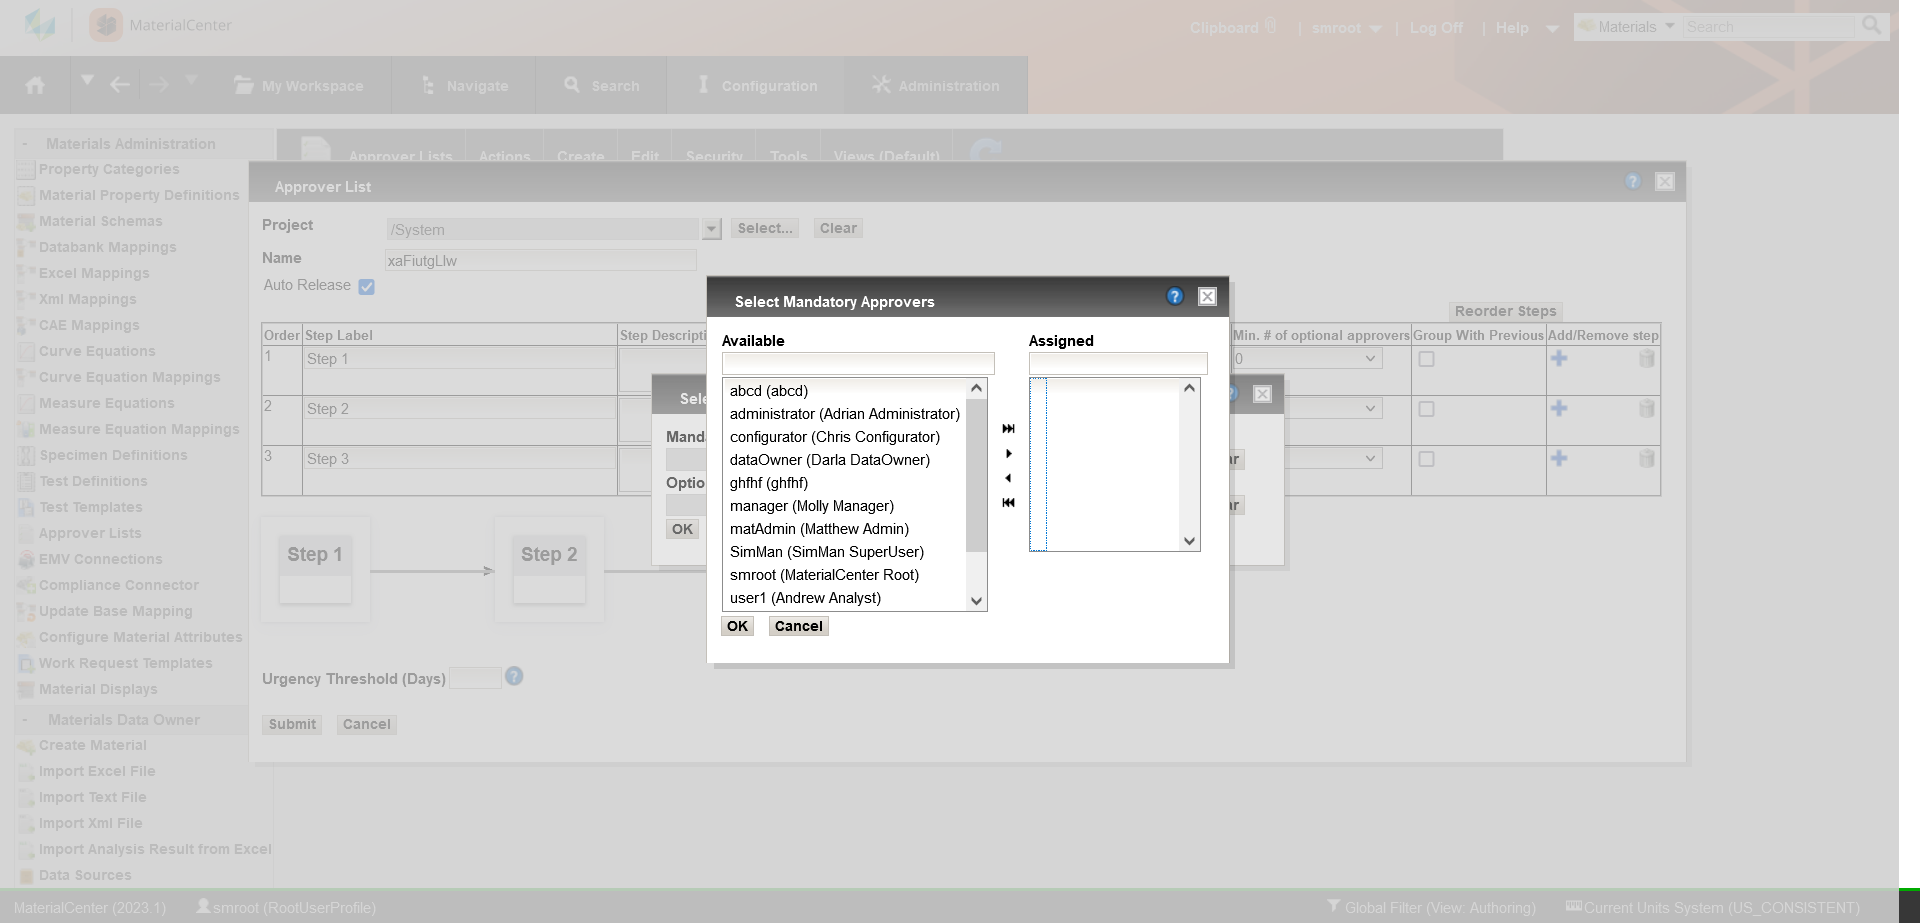 MaterialCenter
Clipboard | smroot | Log Off | Help Materials Search
My Workspace Navigate Search Configuration Administration
- Materials Administration
Property Categories
Material Property Definitions
Material Schemas
Databank Mappings
Excel Mappings
Xml Mappings
CAE Mappings
Curve Equations
Curve Equation Mappings
Measure Equations
Measure Equation Mappings
Specimen Definitions
Test Definitions
Test Templates
Approver Lists
EMV Connections
Compliance Connector
Update Base Mapping
Configure Material Attributes
Work Request Templates
Material Displays
- Materials Data Owner
Create Material
Import Excel File
Import Text File
Import Xml File
Import Analysis Result from Excel
Data Sources
Approver Lists Actions Create Edit Security Tools Views (Default)
Approver List
Project /System Select... Clear
Name xaFiutgLlw
Auto Release
Reorder Steps
Order Step Label Step Descripti Min. # of optional approvers Group With Previous Add/Remove step
1 Step 1 0
2 Step 2
3 Step 3
Step 1 Step 2
Urgency Threshold (Days)
Submit Cancel
Sele
Manda
Optio
OK
Select Mandatory Approvers
Available Assigned
abcd (abcd)
administrator (Adrian Administrator)
configurator (Chris Configurator)
dataOwner (Darla DataOwner)
ghfhf (ghfhf)
manager (Molly Manager)
matAdmin (Matthew Admin)
SimMan (SimMan SuperUser)
smroot (MaterialCenter Root)
user1 (Andrew Analyst)
OK Cancel
MaterialCenter (2023.1) smroot (RootUserProfile) Global Filter (View: Authoring) Current Units System (US_CONSISTENT)